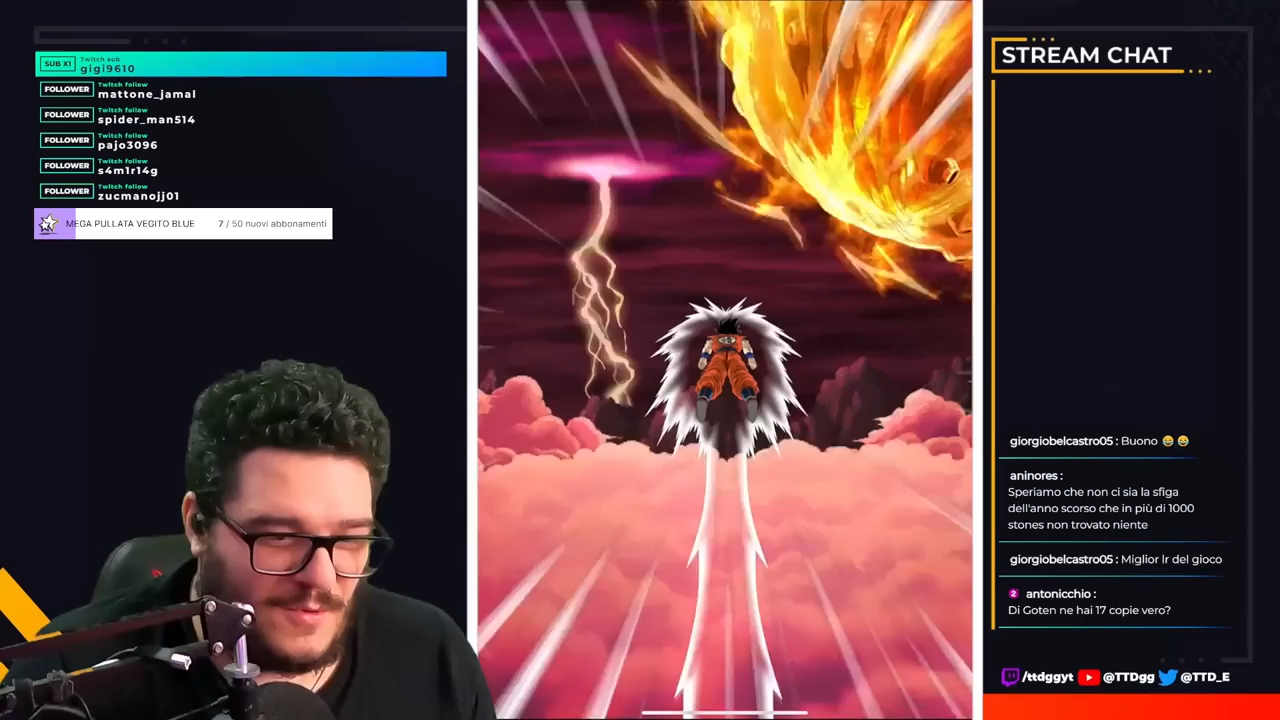 SUB X1
Twitch sub
gigi9610
FOLLOWER
Twitch follow
mattone_jamal
FOLLOWER
Twitch follow
spider_man514
FOLLOWER
Twitch follow
pajo3096
FOLLOWER
Twitch follow
s4m1r14g
FOLLOWER
Twitch follow
zucmanojj01
MEGA PULLATA VEGITO BLUE 7 / 50 nuovi abbonamenti
STREAM CHAT
giorgiobelcastro05 : Buono 😂 😂
aninores :
Speriamo che non ci sia la sfiga
dell'anno scorso che in più di 1000
stones non trovato niente
giorgiobelcastro05 : Miglior lr del gioco
2 antonicchio :
Di Goten ne hai 17 copie vero?
/ttdggyt @TTDgg @TTD_E